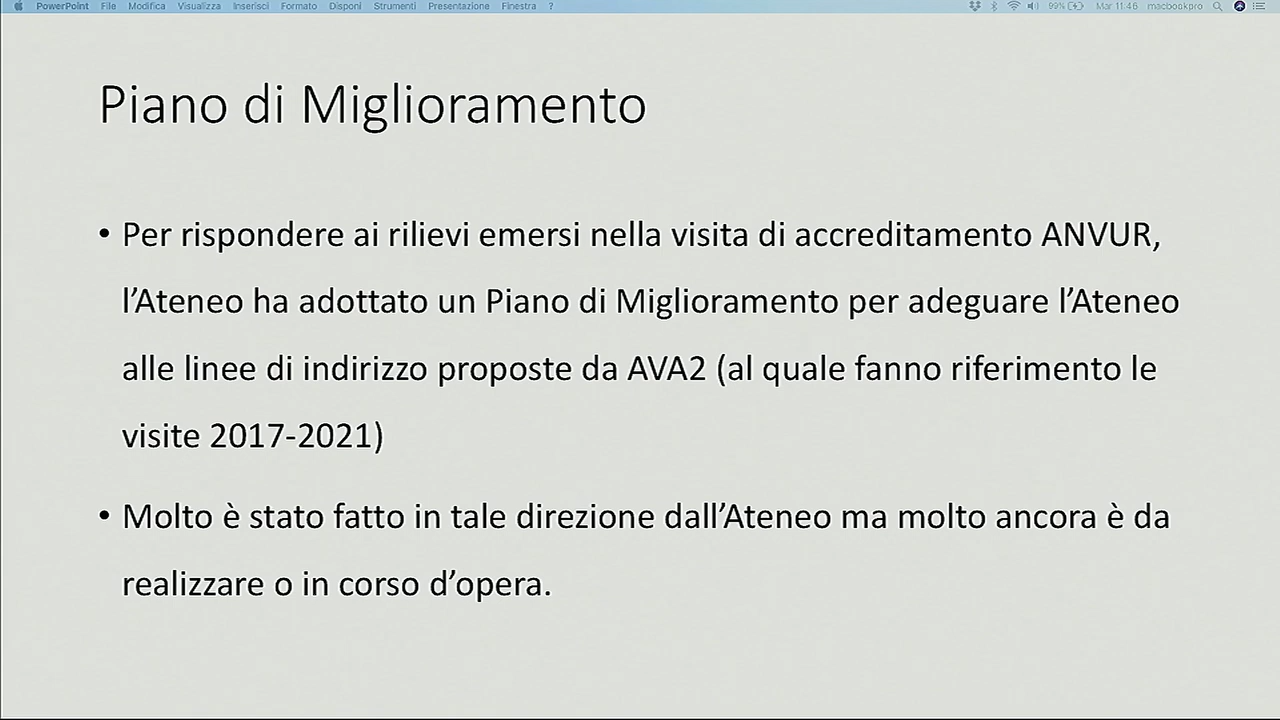 PowerPoint File Modifica Visualizza Inserisci Formato Disponi Strumenti Presentazione Finestra ? 99% Mar 11:46 macbookpro
Piano di Miglioramento
• Per rispondere ai rilievi emersi nella visita di accreditamento ANVUR,
l’Ateneo ha adottato un Piano di Miglioramento per adeguare l’Ateneo
alle linee di indirizzo proposte da AVA2 (al quale fanno riferimento le
visite 2017-2021)
• Molto è stato fatto in tale direzione dall’Ateneo ma molto ancora è da
realizzare o in corso d’opera.